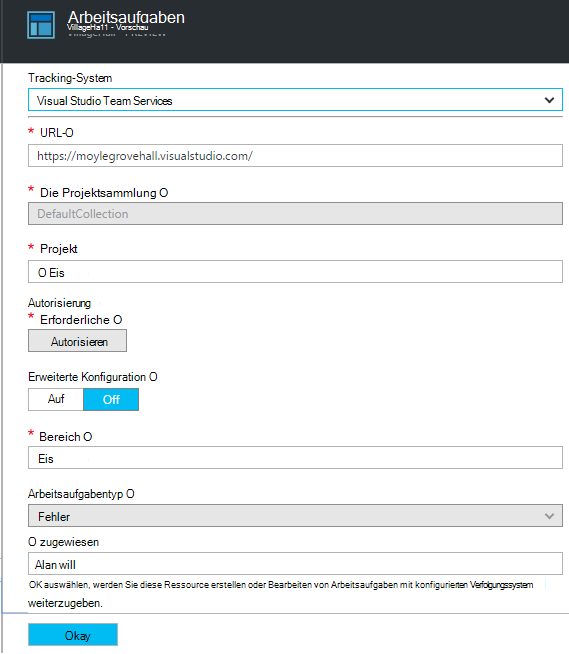 Arbeitsaufgaben
VillageHa11 - Vorschau
Tracking-System
Visual Studio Team Services
* URL-O
https://moylegrovehall.visualstudio.com/
* Die Projektsammlung O
DefaultCollection
* Projekt
O Eis
Autorisierung
* Erforderliche O
Autorisieren
Erweiterte Konfiguration O
Auf Off
* Bereich O
Eis
Arbeitsaufgabentyp O
Fehler
O zugewiesen
Alan will
OK auswählen, werden Sie diese Ressource erstellen oder Bearbeiten von Arbeitsaufgaben mit konfigurierten Verfolgungssystem
weiterzugeben.
Okay